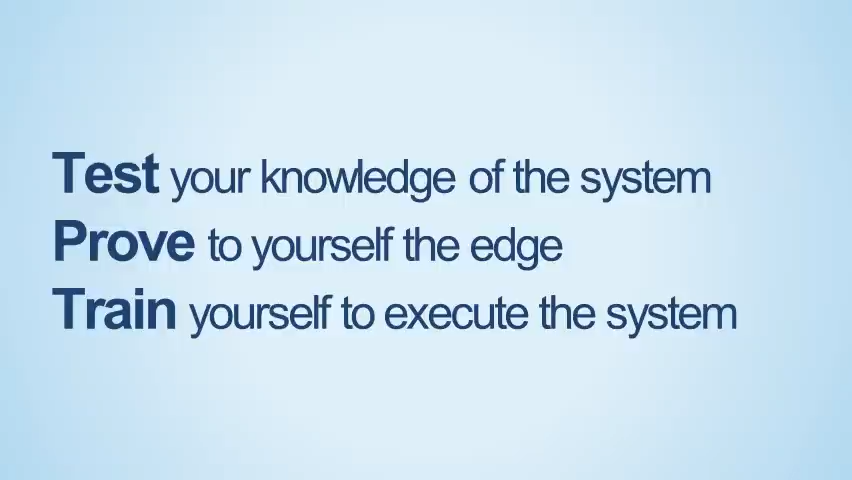 Test your knowledge of the system
Prove to yourself the edge
Train yourself to execute the system